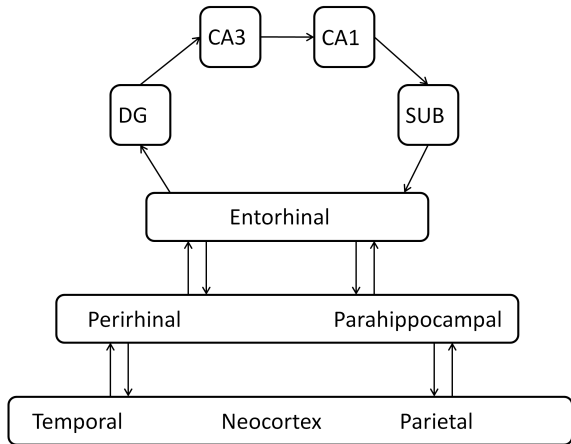 CA3 CA1
DG SUB
Entorhinal
Perirhinal Parahippocampal
Temporal Neocortex Parietal